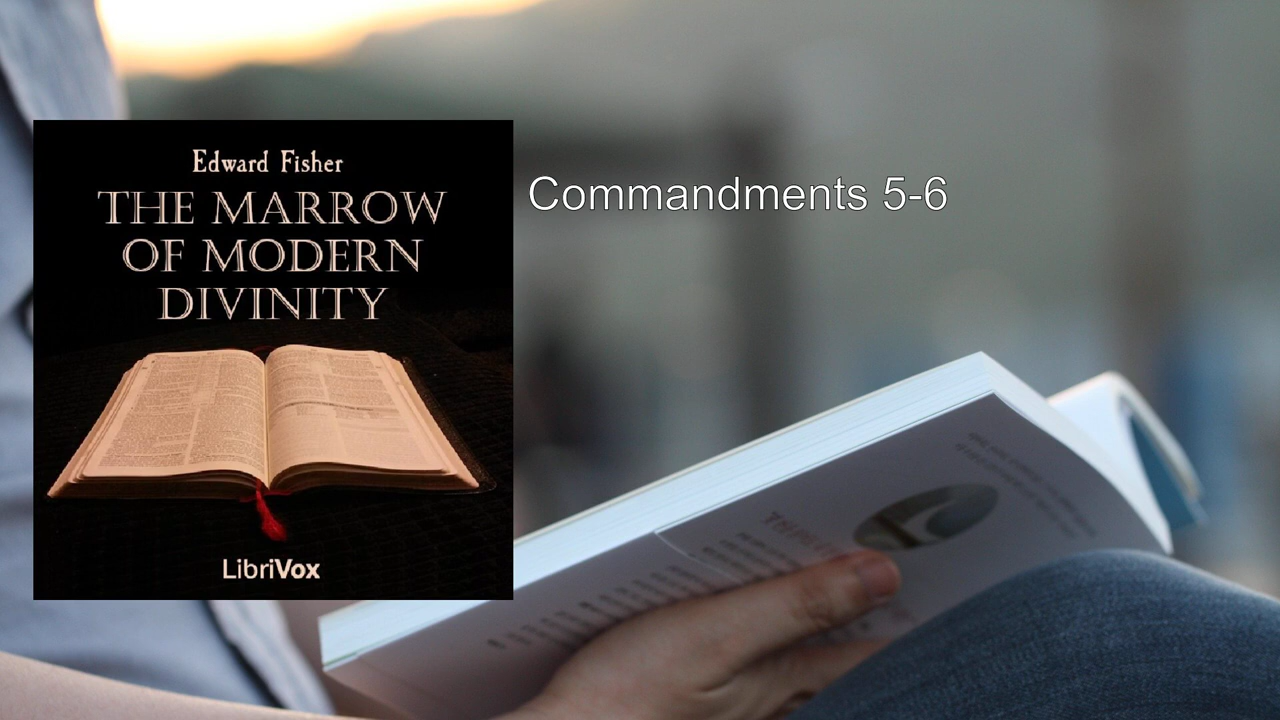 Edward Fisher
THE MARROW
OF MODERN
DIVINITY
LibriVox
Commandments 5-6